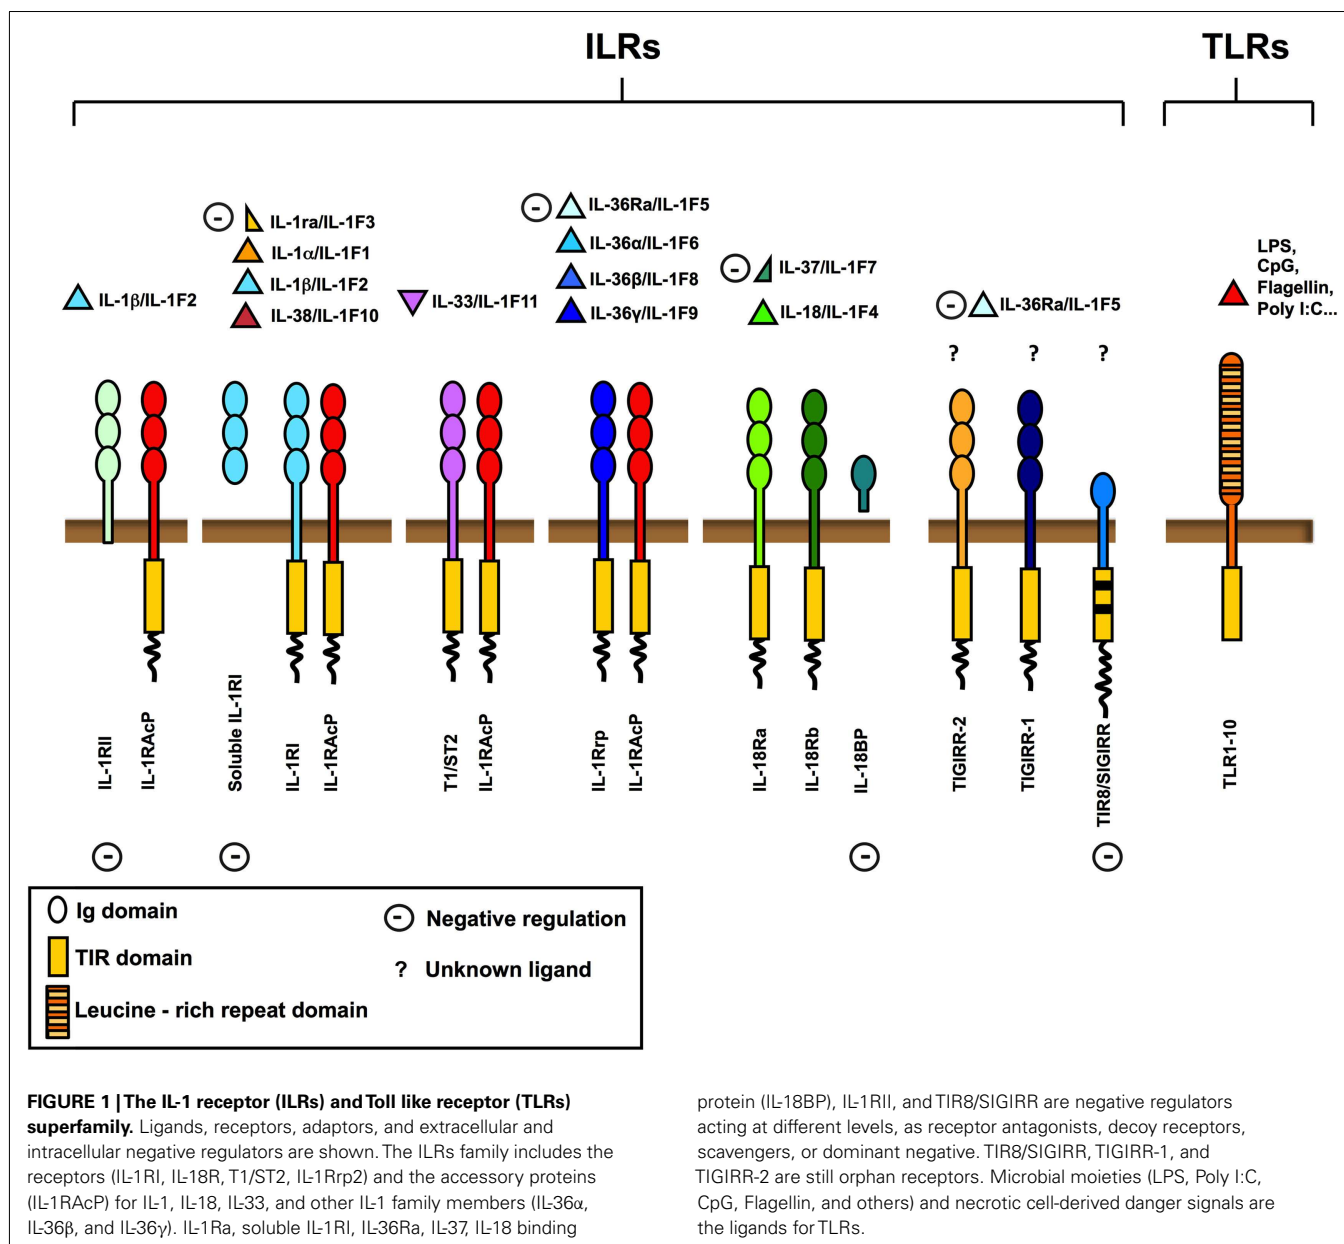 ILRs
TLRs
IL-1β/IL-1F2
-
IL-1ra/IL-1F3
IL-1α/IL-1F1
IL-1β/IL-1F2
IL-38/IL-1F10
IL-33/IL-1F11
-
IL-36Ra/IL-1F5
IL-36α/IL-1F6
IL-36β/IL-1F8
IL-36γ/IL-1F9
-
IL-37/IL-1F7
IL-18/IL-1F4
-
IL-36Ra/IL-1F5
? ? ?
LPS,
CpG,
Flagellin,
Poly I:C...
IL-1RII
IL-1RAcP
Soluble IL-1RI
IL-1RI
IL-1RAcP
T1/ST2
IL-1RAcP
IL-1Rrp
IL-1RAcP
IL-18Ra
IL-18Rb
IL-18BP
TIGIRR-2
TIGIRR-1
TIR8/SIGIRR
TLR1-10
- - - -
Ig domain
TIR domain
Leucine - rich repeat domain
- Negative regulation
? Unknown ligand
FIGURE 1 | The IL-1 receptor (ILRs) and Toll like receptor (TLRs)
superfamily. Ligands, receptors, adaptors, and extracellular and
intracellular negative regulators are shown. The ILRs family includes the
receptors (IL-1RI, IL-18R, T1/ST2, IL-1Rrp2) and the accessory proteins
(IL-1RAcP) for IL-1, IL-18, IL-33, and other IL-1 family members (IL-36α,
IL-36β, and IL-36γ). IL-1Ra, soluble IL-1RI, IL-36Ra, IL-37, IL-18 binding
protein (IL-18BP), IL-1RII, and TIR8/SIGIRR are negative regulators
acting at different levels, as receptor antagonists, decoy receptors,
scavengers, or dominant negative. TIR8/SIGIRR, TIGIRR-1, and
TIGIRR-2 are still orphan receptors. Microbial moieties (LPS, Poly I:C,
CpG, Flagellin, and others) and necrotic cell-derived danger signals are
the ligands for TLRs.